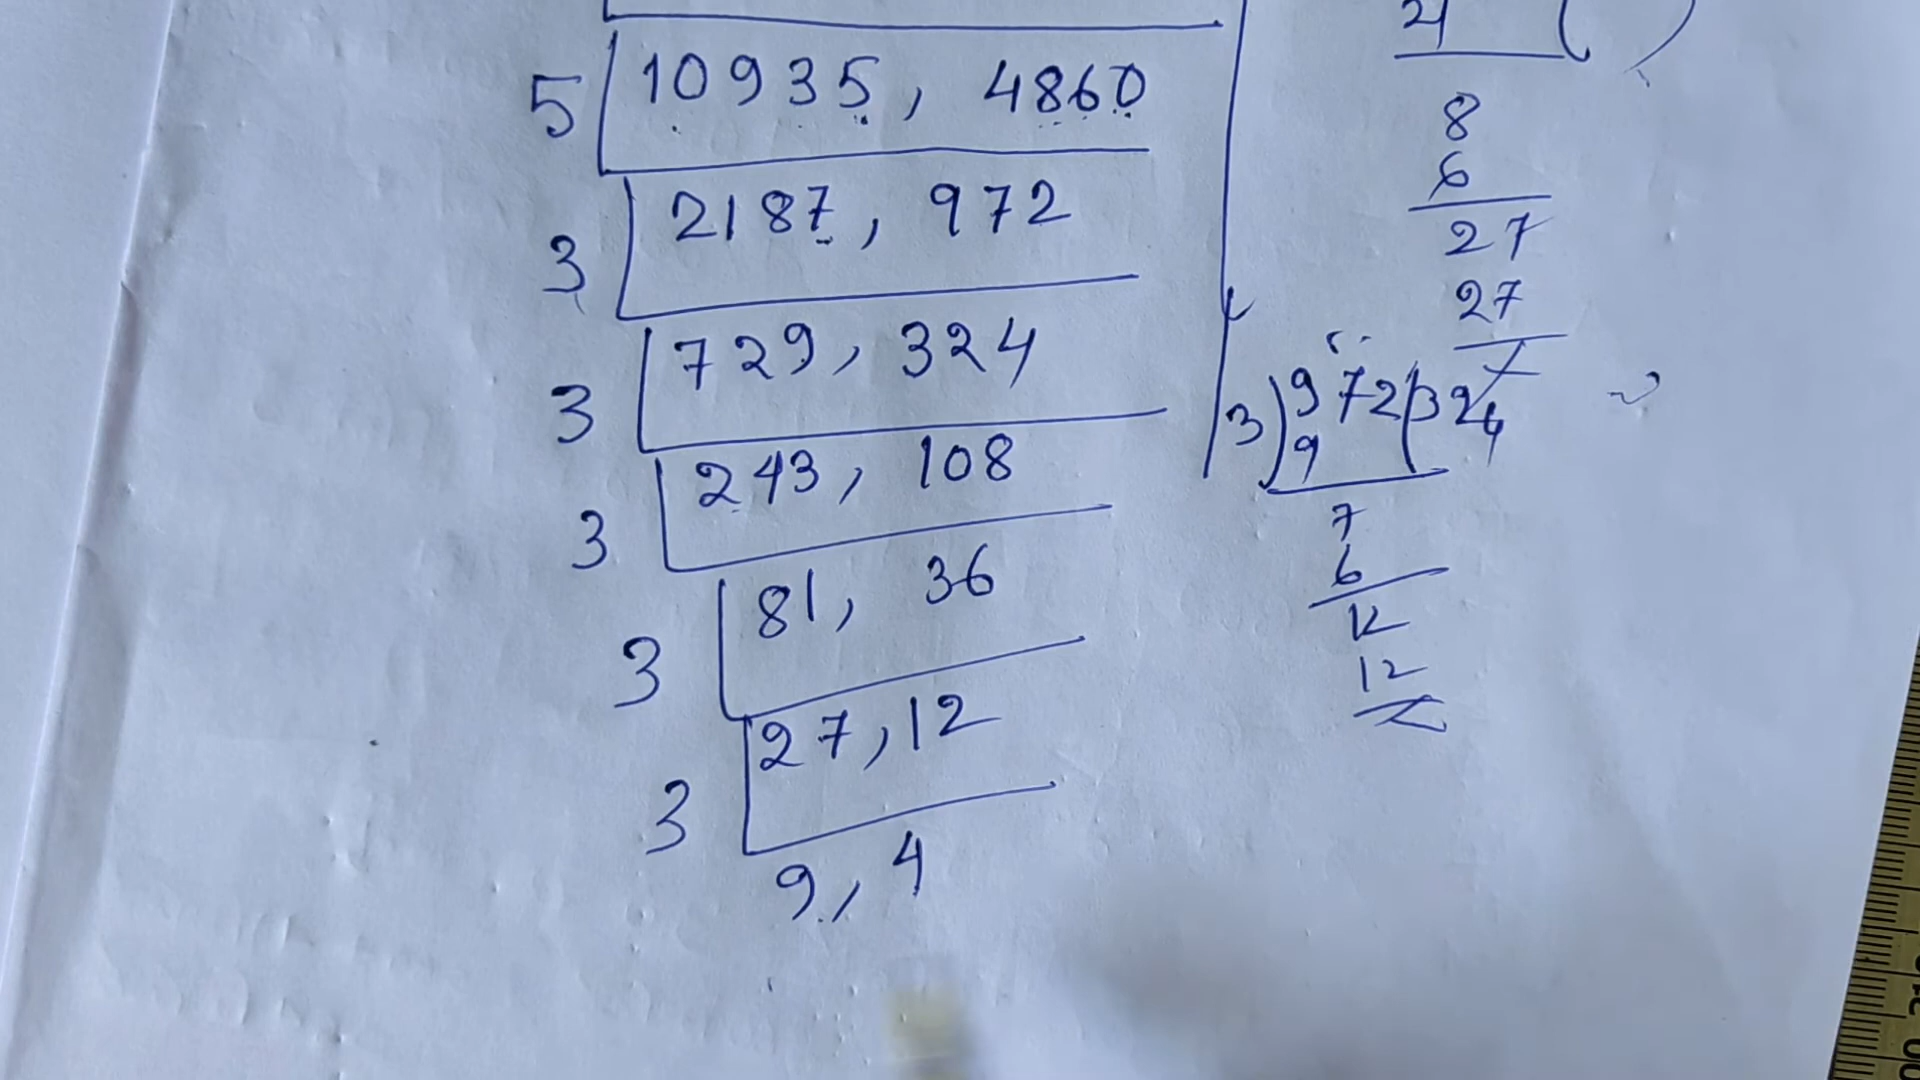 5 | 10935, 4860
3 | 2187, 972
3 | 729, 324
3 | 243, 108
3 | 81, 36
3 | 27, 12
9, 4
8
6
27
27
3)972(324
9
7
6
12
12